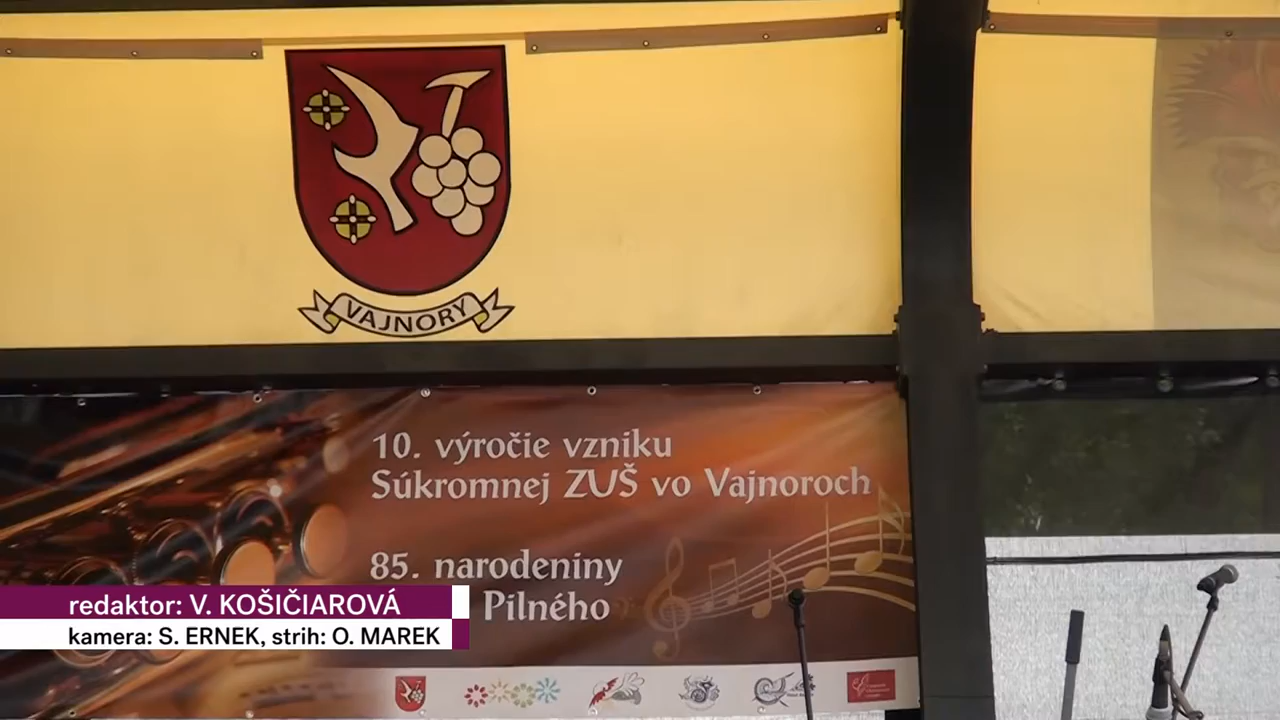 VAJNORY
10. výročie vzniku
Súkromnej ZUŠ vo Vajnoroch
85. narodeniny
Pilného
redaktor: V. KOŠIČIAROVÁ
kamera: S. ERNEK, strih: O. MAREK